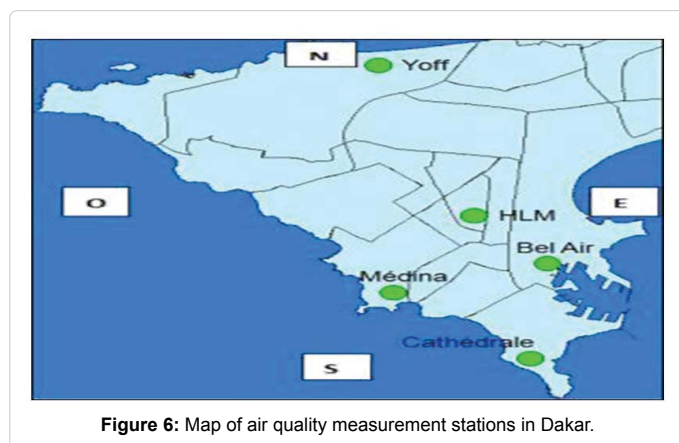 N
Yoff
O
E
HLM
Bel Air
Médina
Cathédrale
S
Figure 6: Map of air quality measurement stations in Dakar.